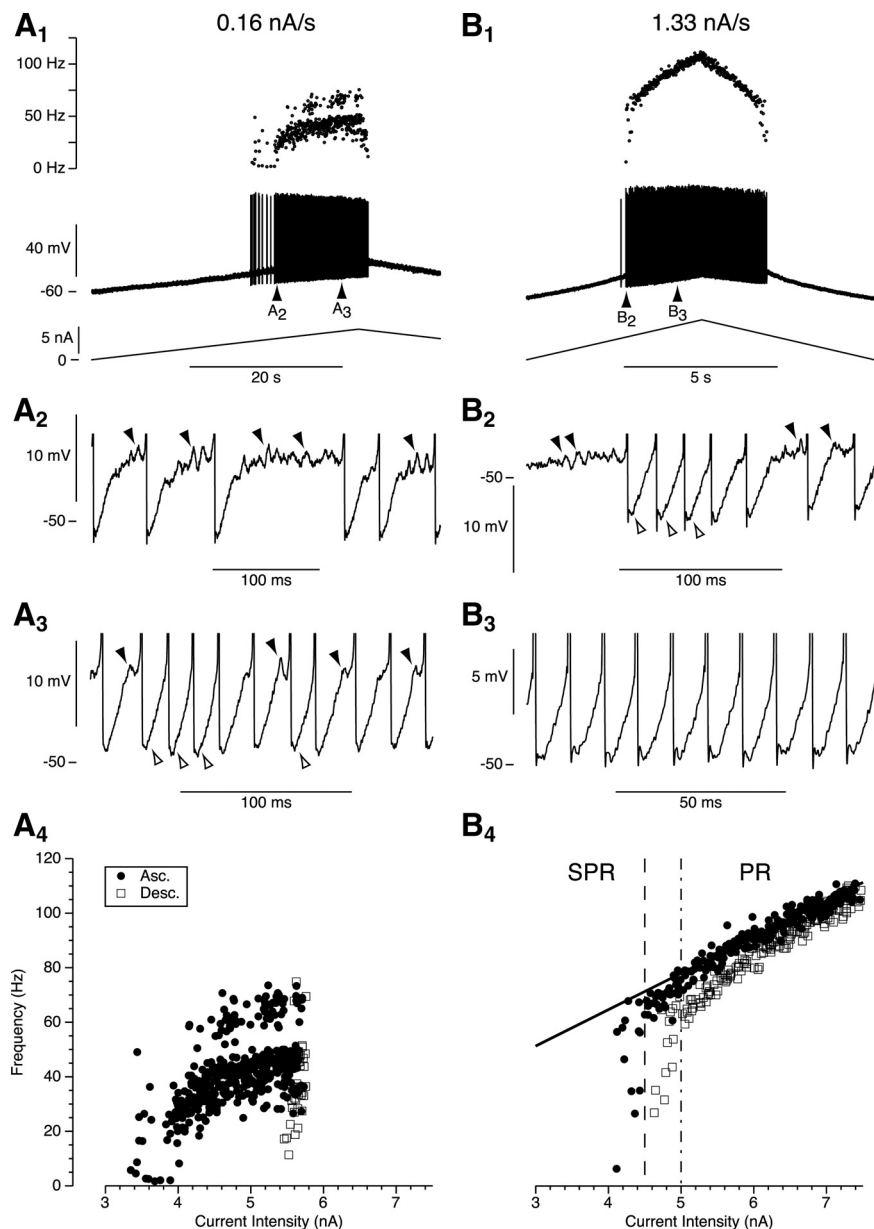 A1
0.16 nA/s
100 Hz
50 Hz
0 Hz
40 mV
-60
A2
A3
5 nA
0
20 s
B1
1.33 nA/s
B2
B3
5 s
A2
10 mV
-50
100 ms
B2
-50
10 mV
100 ms
A3
10 mV
-50
100 ms
B3
5 mV
-50
50 ms
A4
120
100
80
60
40
20
0
Frequency (Hz)
Asc.
Desc.
4
5
6
7
Current Intensity (nA)
B4
SPR
PR
3
4
5
6
7
Current Intensity (nA)